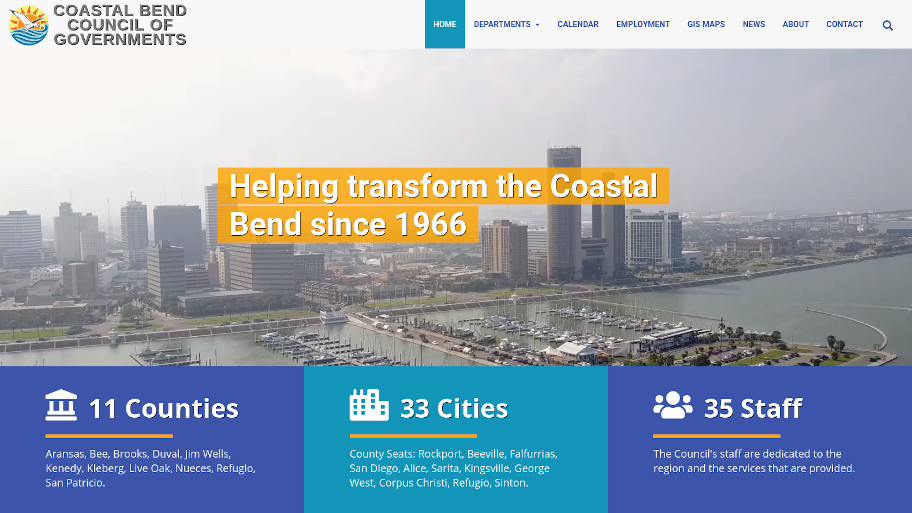 COASTAL BEND
COUNCIL OF
GOVERNMENTS
HOME DEPARTMENTS CALENDAR EMPLOYMENT GIS MAPS NEWS ABOUT CONTACT
Helping transform the Coastal
Bend since 1966
11 Counties
Aransas, Bee, Brooks, Duval, Jim Wells,
Kenedy, Kleberg, Live Oak, Nueces, Refugio,
San Patricio.
33 Cities
County Seats: Rockport, Beeville, Falfurrias,
San Diego, Alice, Sarita, Kingsville, George
West, Corpus Christi, Refugio, Sinton.
35 Staff
The Council's staff are dedicated to the
region and the services that are provided.